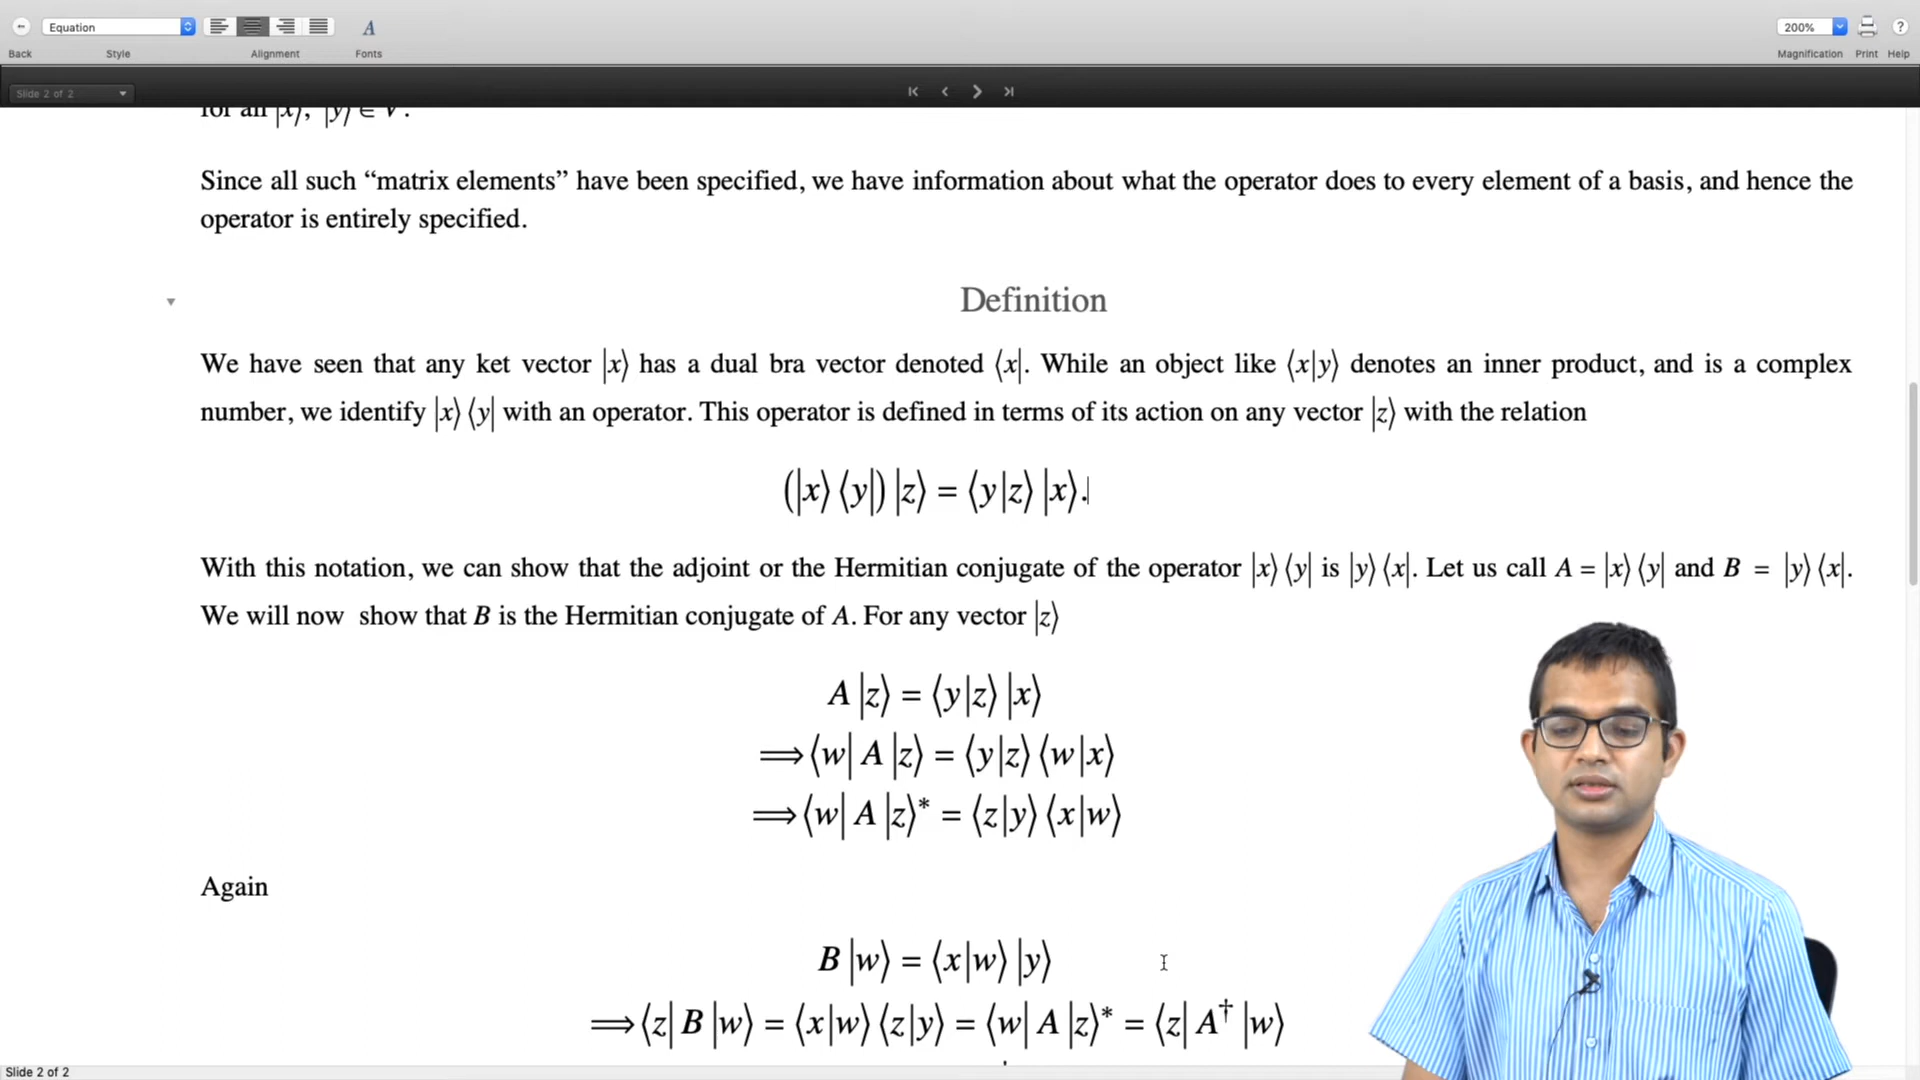 Equation
200%
Back Style Alignment Fonts Magnification Print Help
Slide 2 of 2
for all |x⟩, |y⟩ ∈ V.
Since all such “matrix elements” have been specified, we have information about what the operator does to every element of a basis, and hence the
operator is entirely specified.
Definition
We have seen that any ket vector |x⟩ has a dual bra vector denoted ⟨x|. While an object like ⟨x|y⟩ denotes an inner product, and is a complex
number, we identify |x⟩⟨y| with an operator. This operator is defined in terms of its action on any vector |z⟩ with the relation
(|x⟩⟨y|)|z⟩ = ⟨y|z⟩|x⟩.
With this notation, we can show that the adjoint or the Hermitian conjugate of the operator |x⟩⟨y| is |y⟩⟨x|. Let us call A = |x⟩⟨y| and B = |y⟩⟨x|.
We will now show that B is the Hermitian conjugate of A. For any vector |z⟩
A|z⟩ = ⟨y|z⟩|x⟩
⟹⟨w|A|z⟩ = ⟨y|z⟩⟨w|x⟩
⟹⟨w|A|z⟩* = ⟨z|y⟩⟨x|w⟩
Again
B|w⟩ = ⟨x|w⟩|y⟩
⟹⟨z|B|w⟩ = ⟨x|w⟩⟨z|y⟩ = ⟨w|A|z⟩* = ⟨z|A†|w⟩
Slide 2 of 2